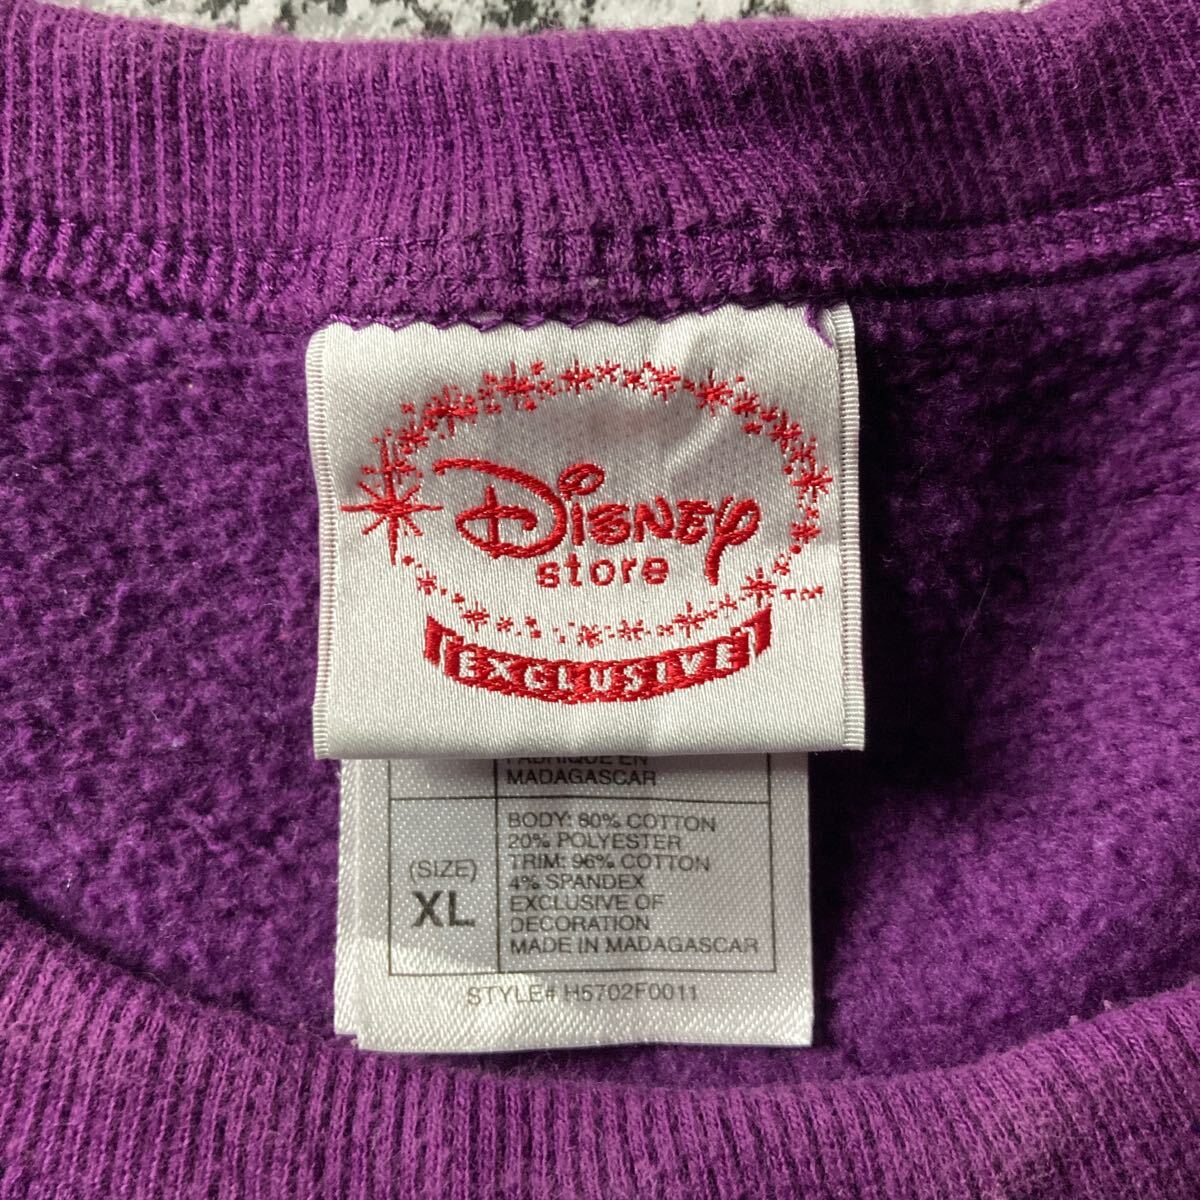 Disney
store
TM
EXCLUSIVE
FABRIQUE EN
MADAGASCAR
(SIZE)
XL
BODY: 80% COTTON
20% POLYESTER
TRIM: 96% COTTON
4% SPANDEX
EXCLUSIVE OF
DECORATION
MADE IN MADAGASCAR
STYLE# H5702F0011